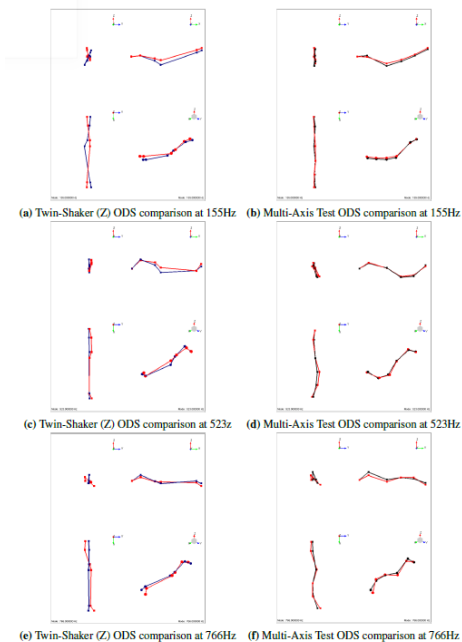 (a) Twin-Shaker (Z) ODS comparison at 155Hz
(b) Multi-Axis Test ODS comparison at 155Hz
(c) Twin-Shaker (Z) ODS comparison at 523z
(d) Multi-Axis Test ODS comparison at 523Hz
(e) Twin-Shaker (Z) ODS comparison at 766Hz
(f) Multi-Axis Test ODS comparison at 766Hz